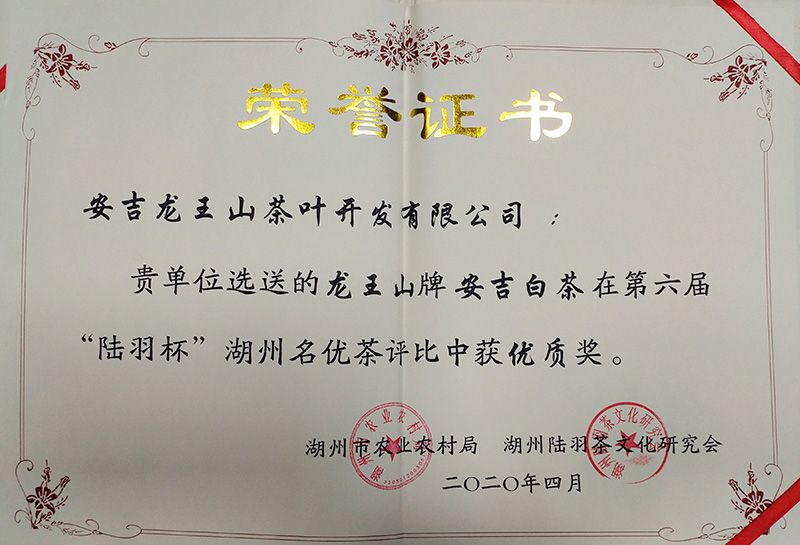 荣誉证书
安吉龙王山茶叶开发有限公司：
贵单位选送的龙王山牌安吉白茶在第六届
“陆羽杯”湖州名优茶评比中获优质奖。
湖州市农业农村局 湖州陆羽茶文化研究会
二〇二〇年四月